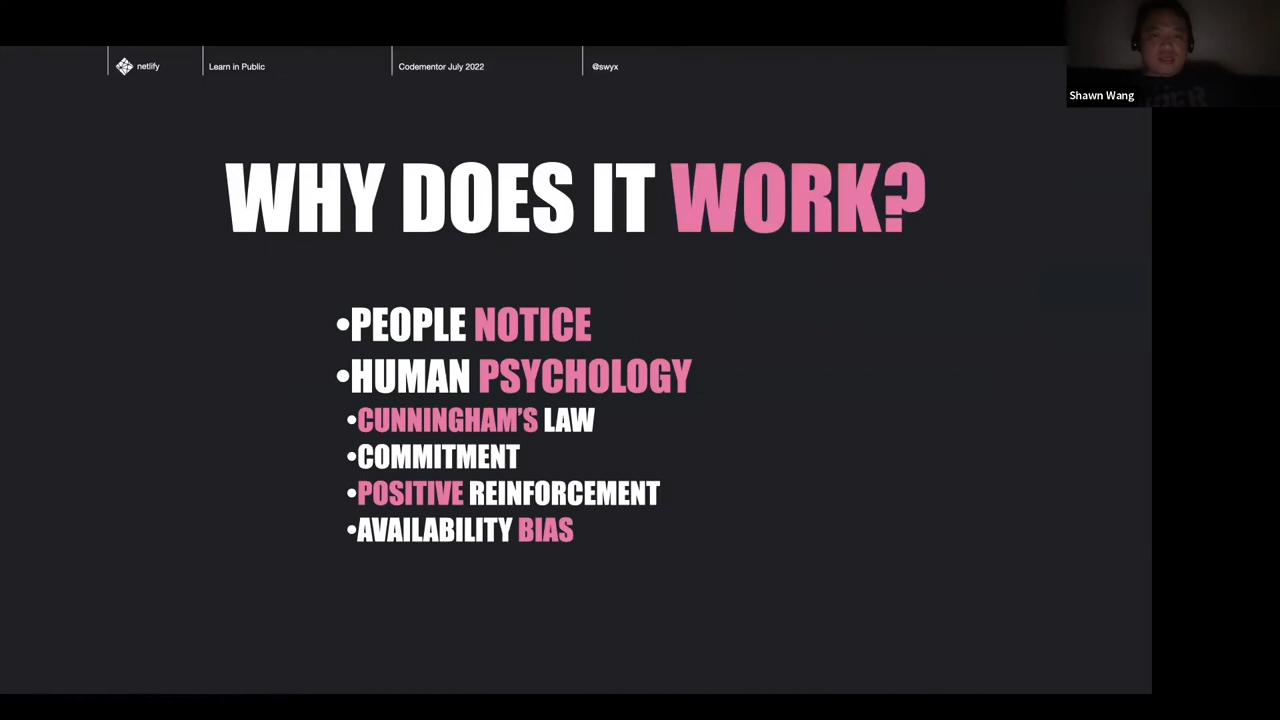 netlify
Learn in Public
Codementor July 2022
@swyx
Shawn Wang
WHY DOES IT WORK?
•PEOPLE NOTICE
•HUMAN PSYCHOLOGY
•CUNNINGHAM'S LAW
•COMMITMENT
•POSITIVE REINFORCEMENT
•AVAILABILITY BIAS